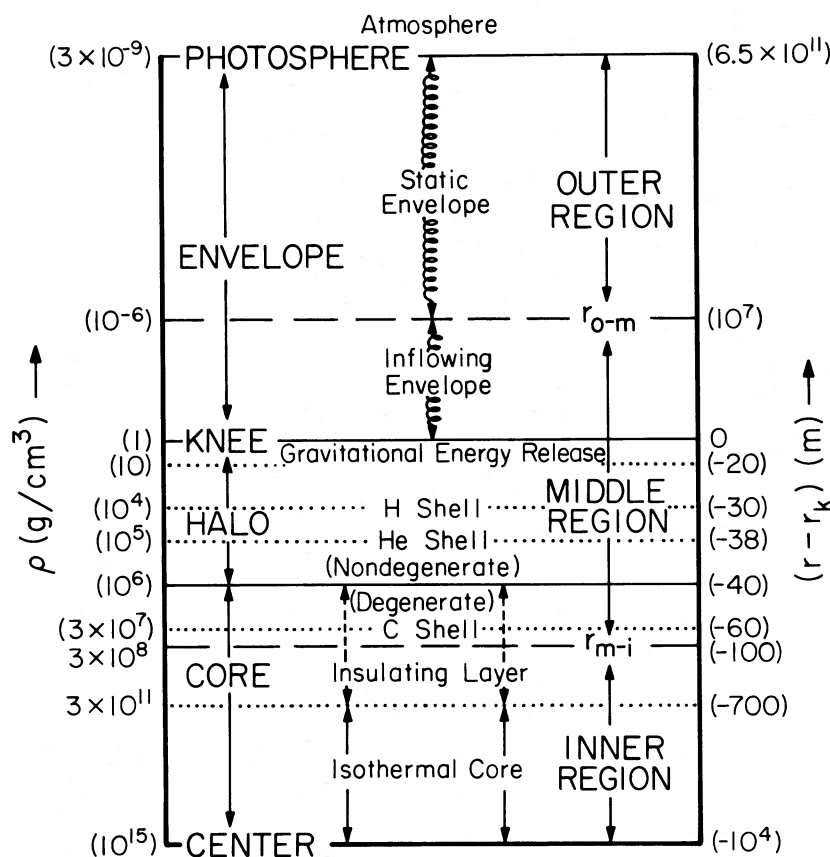 Atmosphere
(3×10⁻⁹) PHOTOSPHERE (6.5×10¹¹)
Static
Envelope
OUTER
REGION
ENVELOPE
(10⁻⁶) r₀₋ₘ (10⁷)
Inflowing
Envelope
ρ (g/cm³)
(r−rₖ) (m)
(1) KNEE 0
Gravitational Energy Release
(10) (−20)
MIDDLE
REGION
(10⁴) H Shell (−30)
HALO
(10⁵) He Shell (−38)
(Nondegenerate)
(10⁶) (−40)
(Degenerate)
(3×10⁷) C Shell (−60)
3×10⁸ rₘ₋ᵢ (−100)
CORE
Insulating Layer
3×10¹¹ (−700)
INNER
REGION
Isothermal Core
(10¹⁵) CENTER (−10⁴)